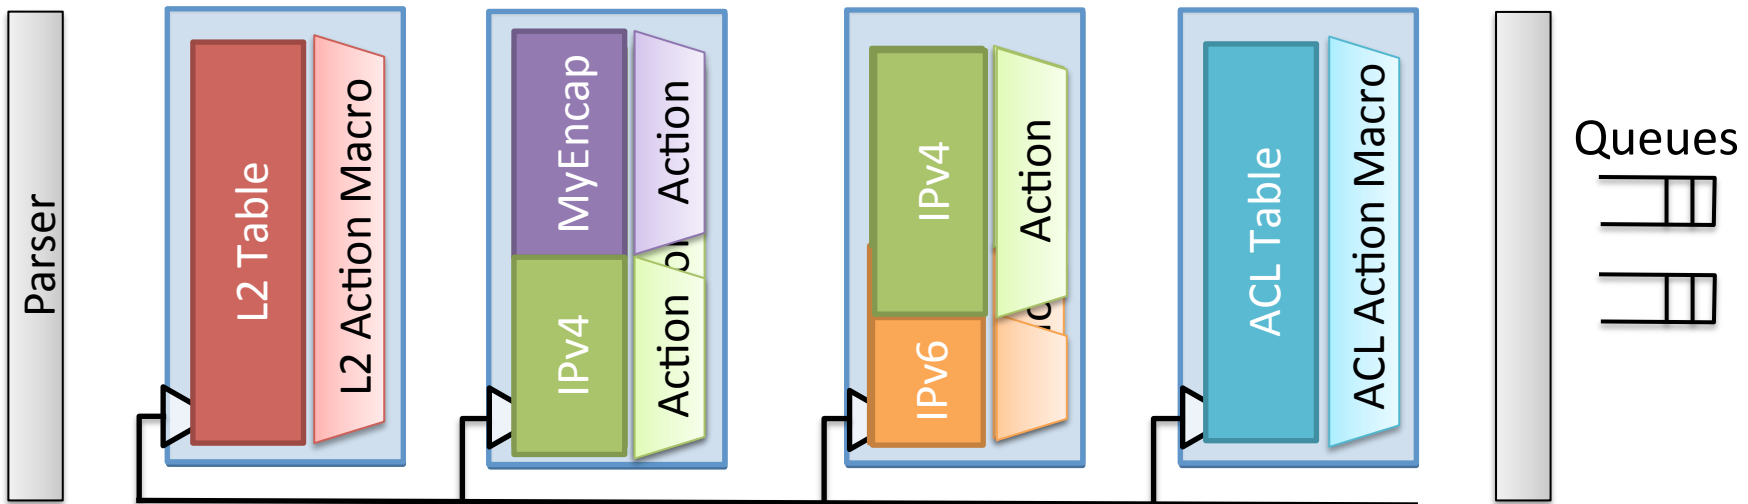 Parser
L2 Table
L2 Action Macro
MyEncap
Action
IPv4
Action
IPv4
Action
IPv6
ACL Table
ACL Action Macro
Queues